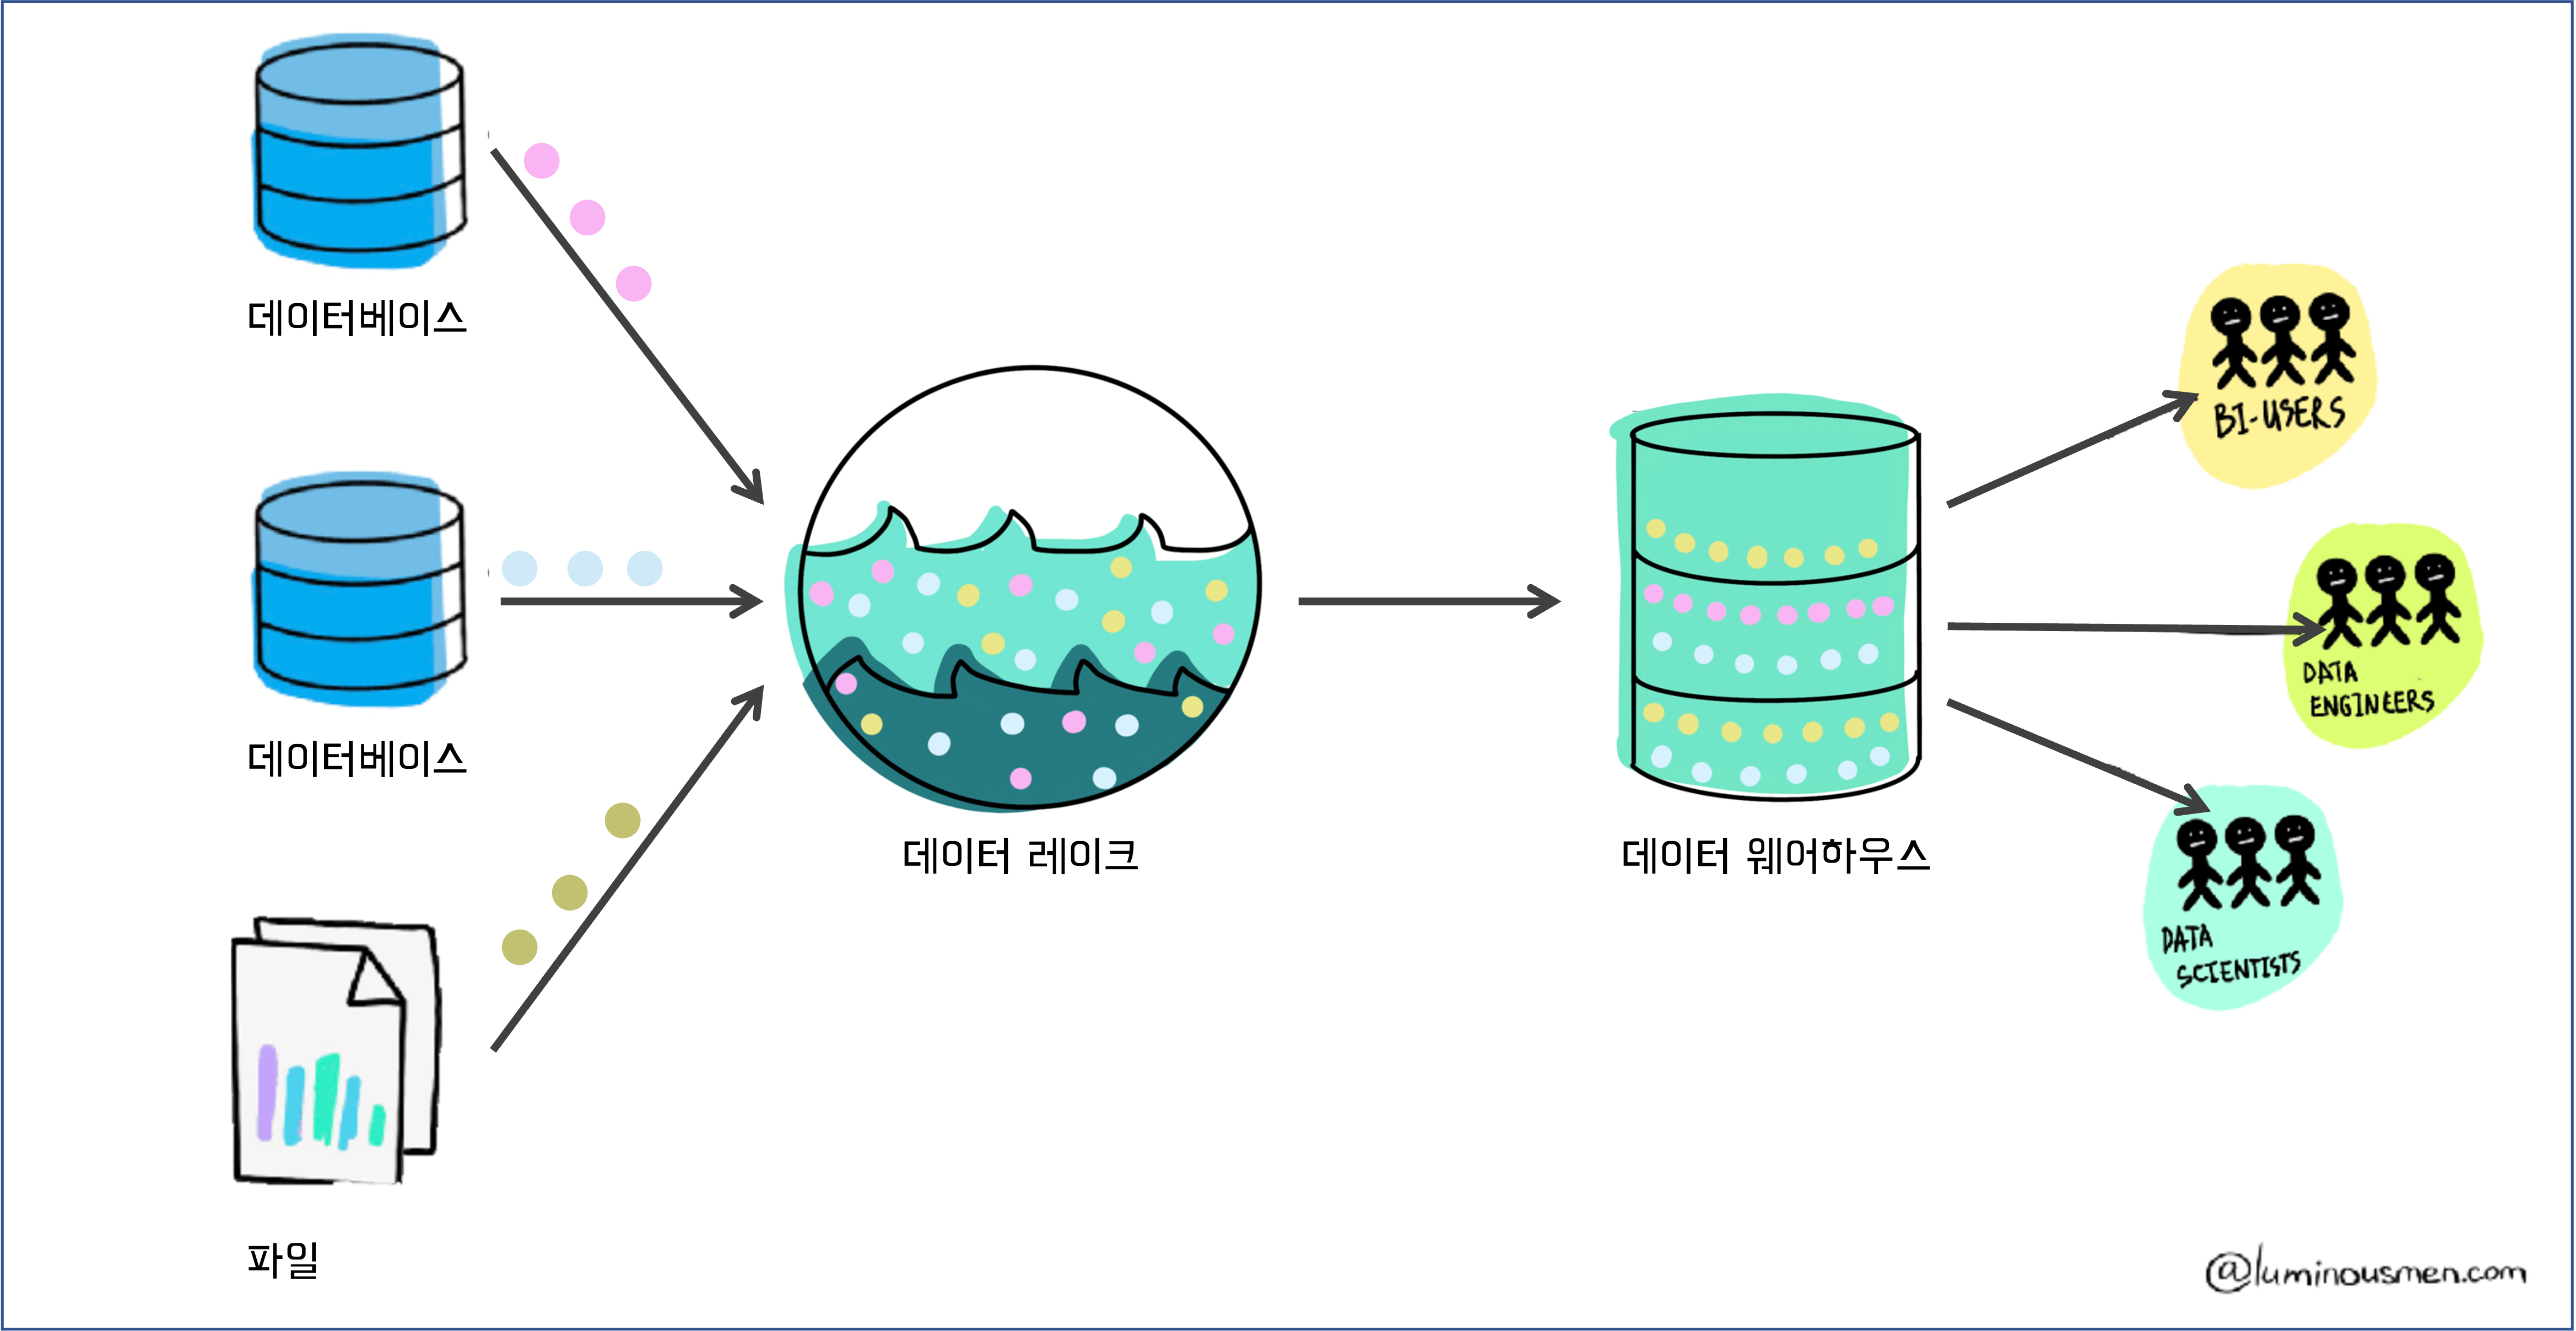 데이터베이스
데이터베이스
파일
데이터 레이크
데이터 웨어하우스
BI-USERS
DATA
ENGINEERS
DATA
SCIENTISTS
@luminousmen.com